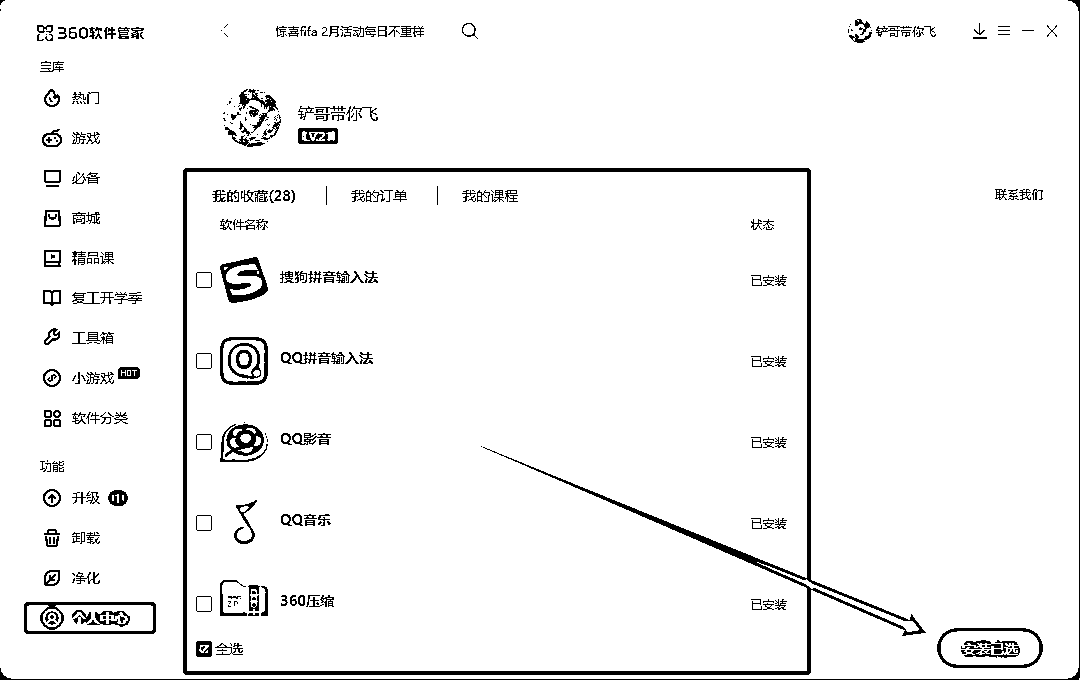 360软件管家
惊喜fifa 2月活动每日不重样
铲哥带你飞
宝库
热门
游戏
必备
商城
精品课
复工开学季
工具箱
小游戏 HOT
软件分类
功能
升级
卸载
净化
个人中心
铲哥带你飞
LV.2
我的收藏(28)
我的订单
我的课程
联系我们
软件名称
状态
搜狗拼音输入法
已安装
QQ拼音输入法
已安装
QQ影音
已安装
QQ音乐
已安装
ZIP
360压缩
已安装
全选
安装已选